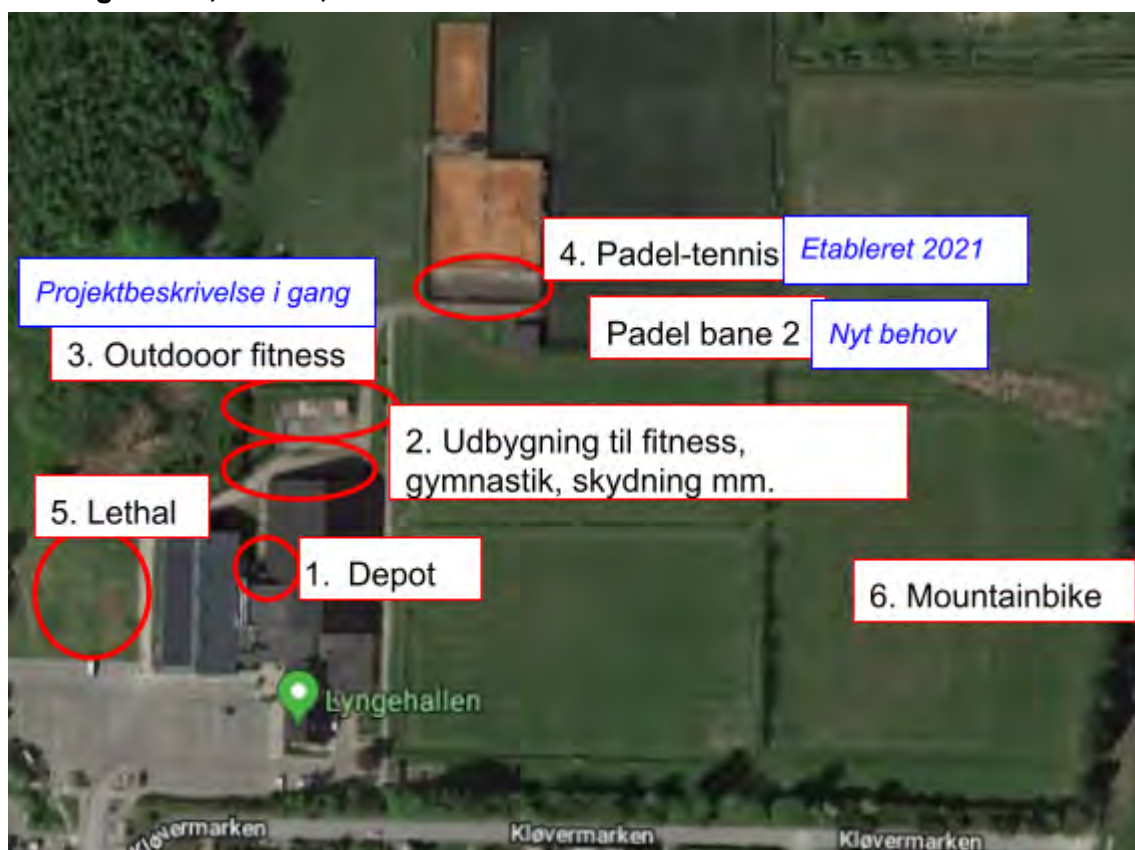 4. Padel-tennis
Etableret 2021
Projektbeskrivelse i gang
Padel bane 2
Nyt behov
3. Outdooor fitness
2. Udbygning til fitness,
gymnastik, skydning mm.
5. Lethal
1. Depot
6. Mountainbike
Lyngehallen
Kløvermarken
Kløvermarken
Kløvermarken